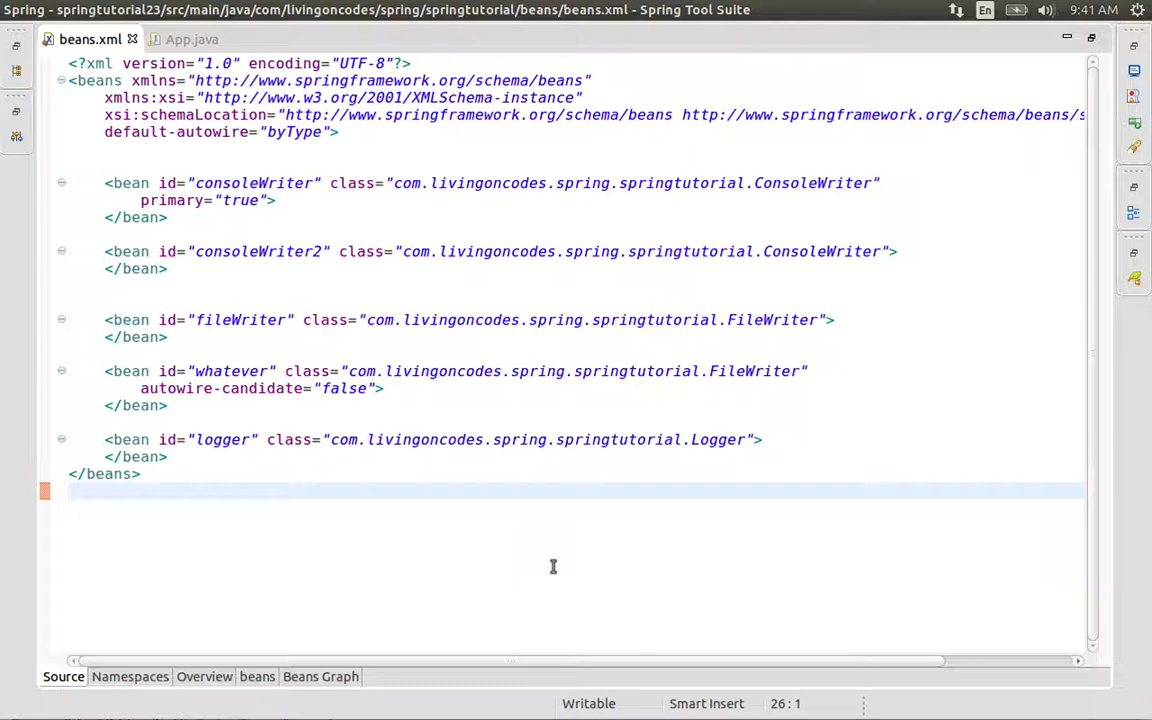 Spring - springtutorial23/src/main/java/com/livingoncodes/spring/springtutorial/beans/beans.xml - Spring Tool Suite
En
9:41 AM
beans.xml
App.java
<?xml version="1.0" encoding="UTF-8"?>
<beans xmlns="http://www.springframework.org/schema/beans"
xmlns:xsi="http://www.w3.org/2001/XMLSchema-instance"
xsi:schemaLocation="http://www.springframework.org/schema/beans http://www.springframework.org/schema/beans/s
default-autowire="byType">
<bean id="consoleWriter" class="com.livingoncodes.spring.springtutorial.ConsoleWriter"
primary="true">
</bean>
<bean id="consoleWriter2" class="com.livingoncodes.spring.springtutorial.ConsoleWriter">
</bean>
<bean id="fileWriter" class="com.livingoncodes.spring.springtutorial.FileWriter">
</bean>
<bean id="whatever" class="com.livingoncodes.spring.springtutorial.FileWriter"
autowire-candidate="false">
</bean>
<bean id="logger" class="com.livingoncodes.spring.springtutorial.Logger">
</bean>
</beans>
Source
Namespaces
Overview
beans
Beans Graph
Writable
Smart Insert
26 : 1